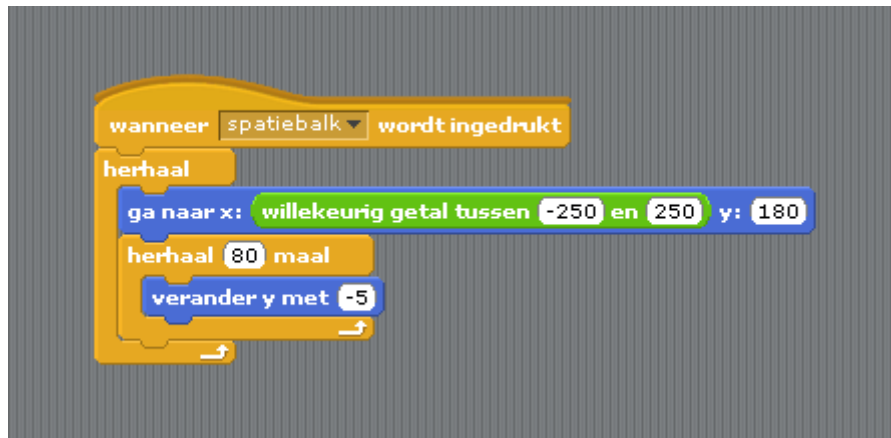 wanneer spatiebalk wordt ingedrukt
herhaal
ga naar x: willekeurig getal tussen -250 en 250 y: 180
herhaal 80 maal
verander y met -5